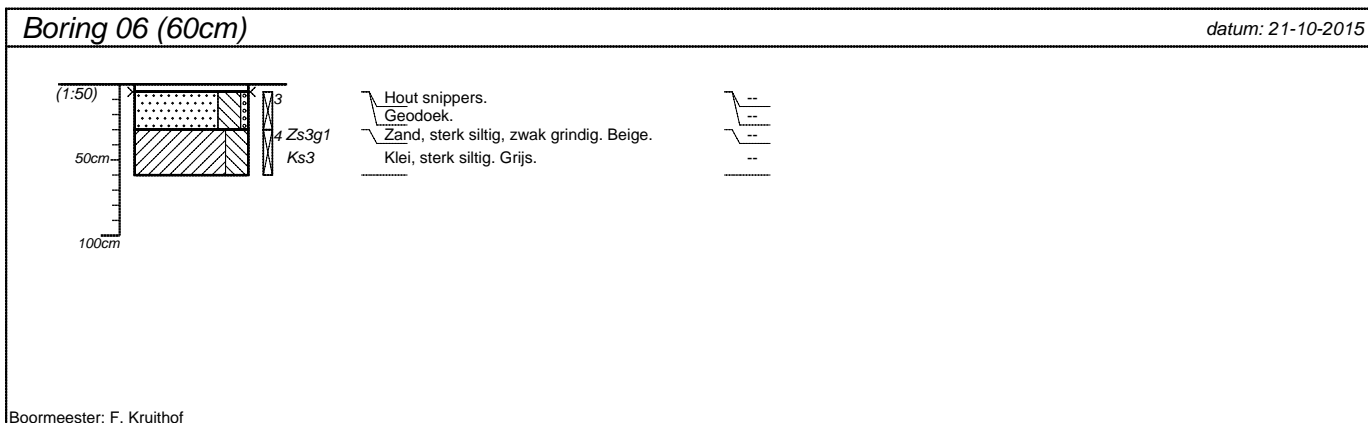 Boring 06 (60cm) datum: 21-10-2015
(1:50) 3 Hout snippers. --
Geodoek. --
4 Zs3g1 Zand, sterk siltig, zwak grindig. Beige. --
50cm Ks3 Klei, sterk siltig. Grijs. --
100cm
Boormeester: F. Kruithof